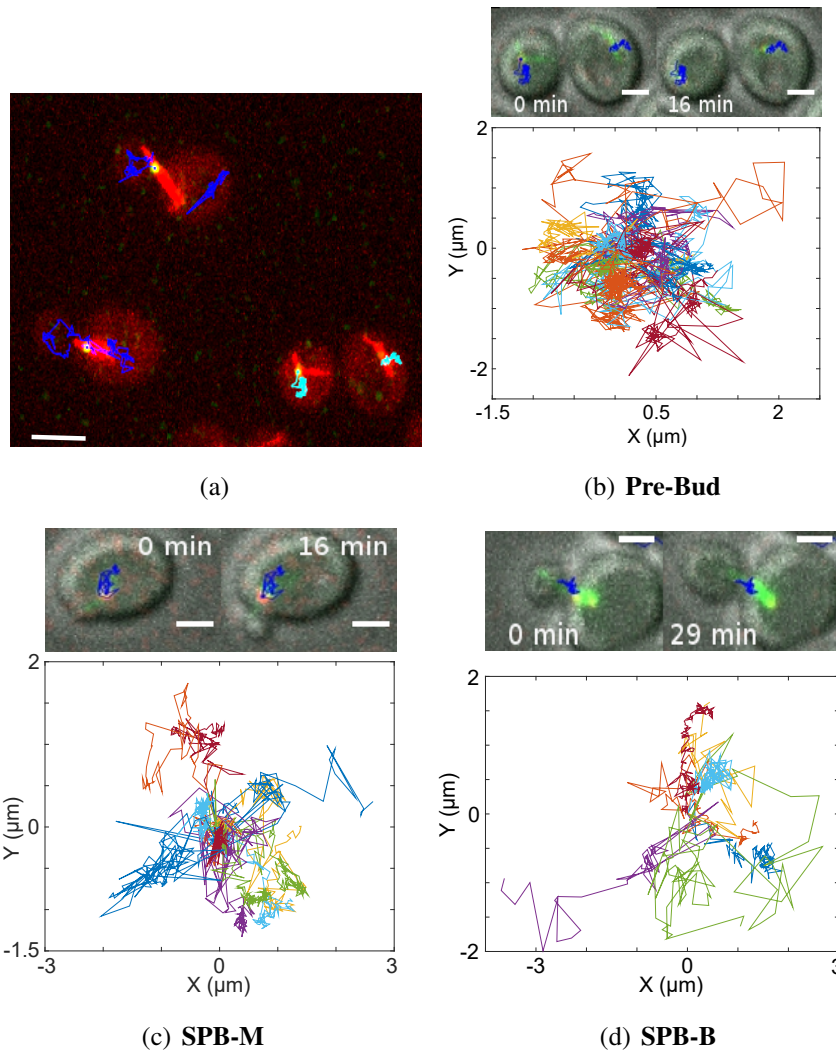 0 min 16 min
2
0
-2
Y (μm)
-1.5 0.5 2
X (μm)
(a)
(b) Pre-Bud
0 min 16 min
2
0
-1.5
Y (μm)
-3 0 3
X (μm)
(c) SPB-M
0 min 29 min
2
0
-2
Y (μm)
-3 0 3
X (μm)
(d) SPB-B